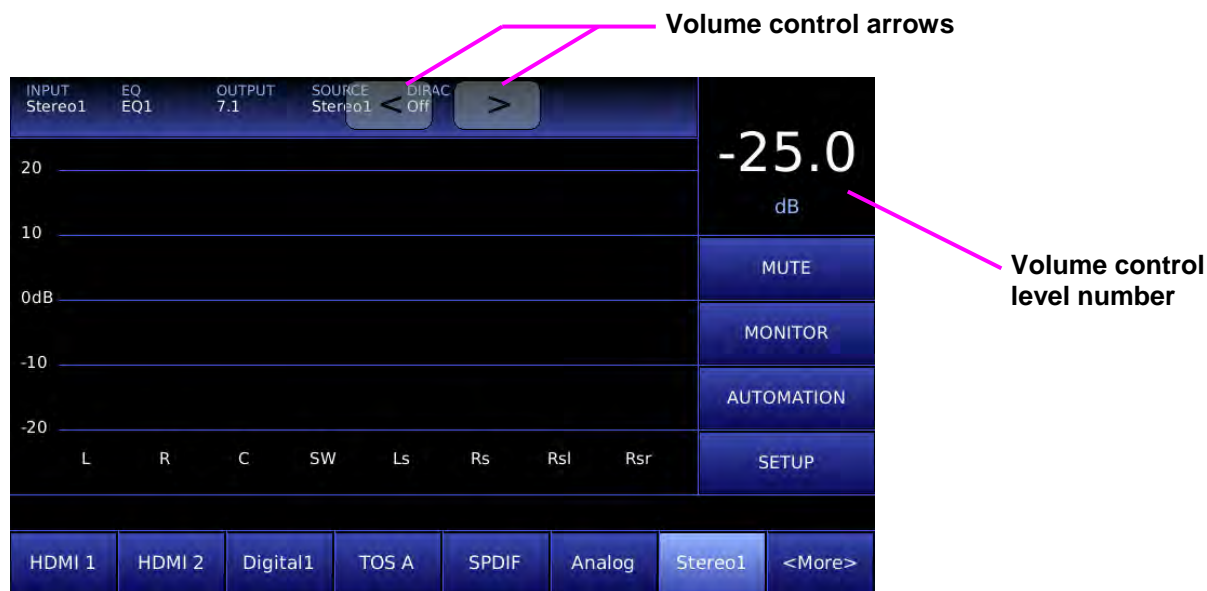 Volume control arrows
INPUT EQ OUTPUT SOURCE DIRAC
Stereo1 EQ1 7.1 Stereo1 Off
< >
-25.0
dB
20
10
0dB
-10
-20
L R C SW Ls Rs Rsl Rsr
MUTE
MONITOR
AUTOMATION
SETUP
Volume control
level number
HDMI 1 HDMI 2 Digital1 TOS A SPDIF Analog Stereo1 <More>